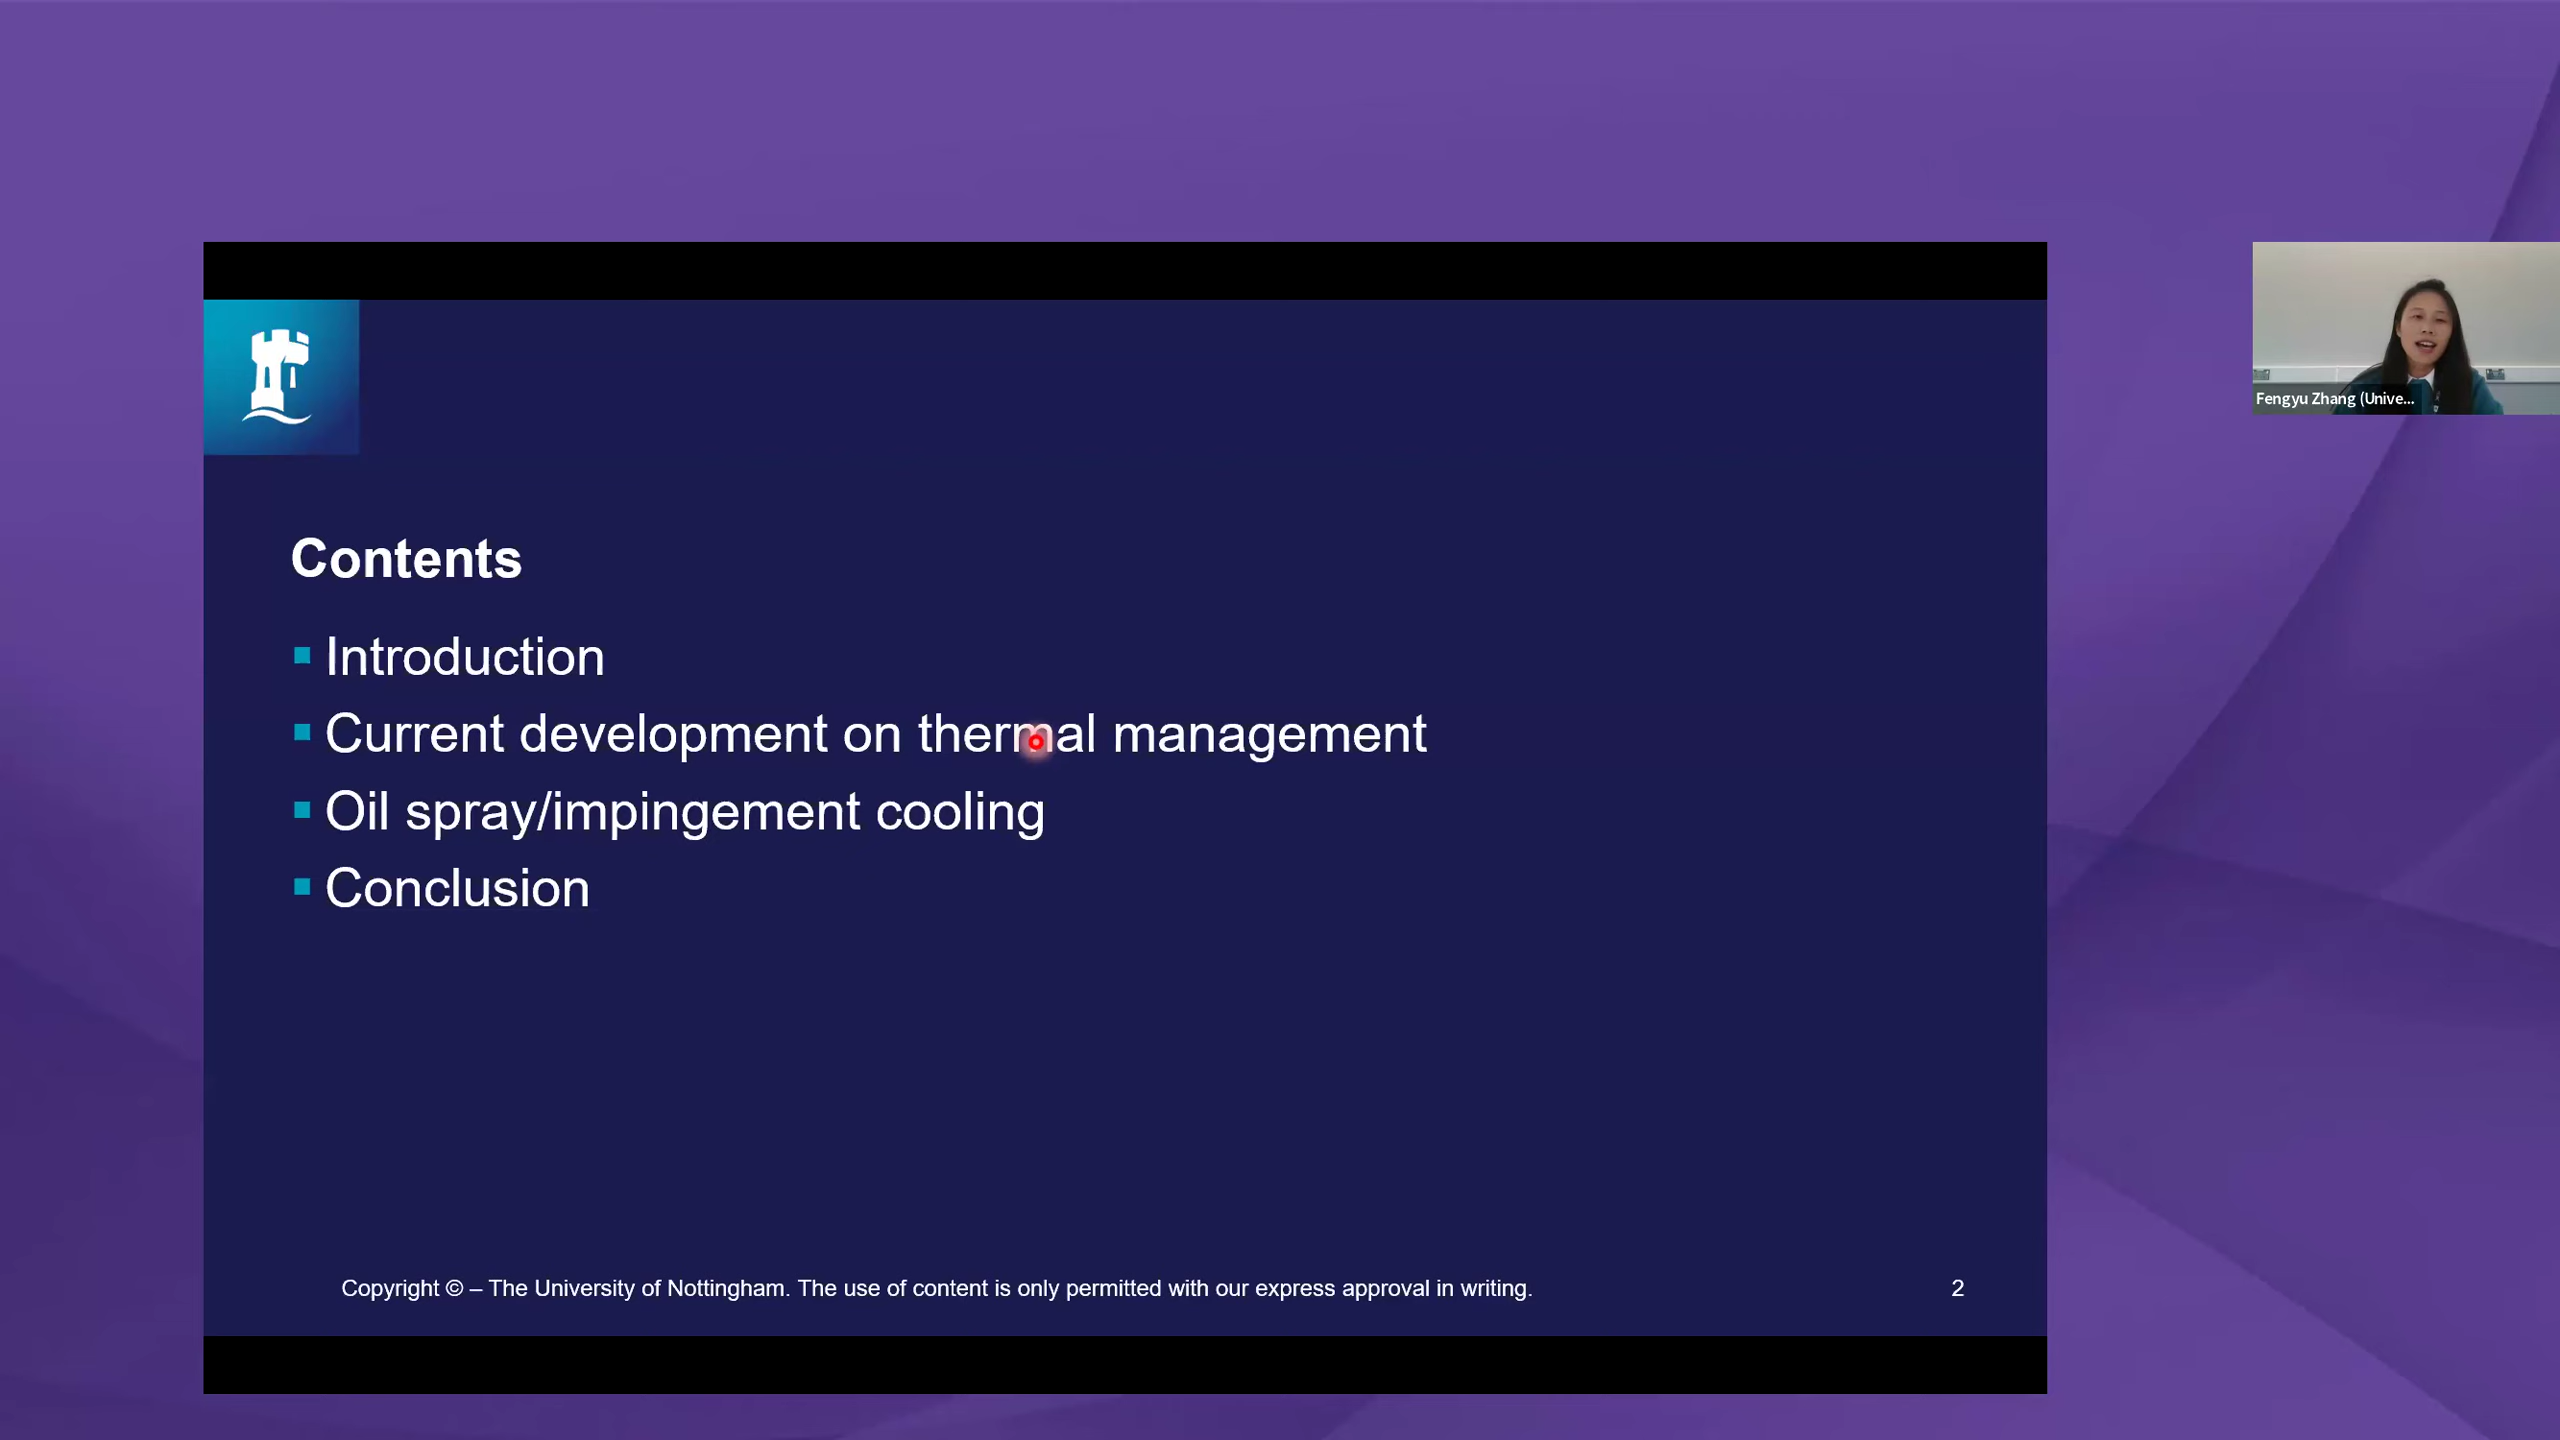 Fengyu Zhang (Unive...
Contents
Introduction
Current development on thermal management
Oil spray/impingement cooling
Conclusion
Copyright © – The University of Nottingham. The use of content is only permitted with our express approval in writing.
2